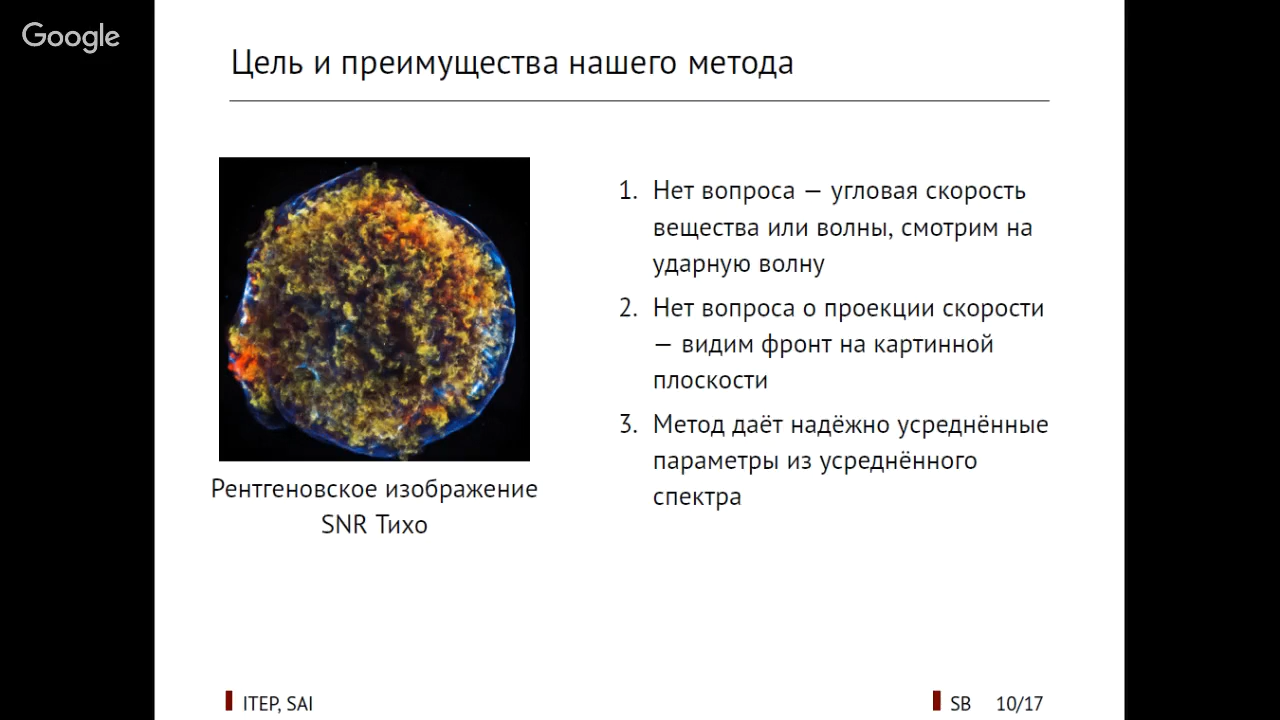 Google
Цель и преимущества нашего метода
Рентгеновское изображение
SNR Тихо
1. Нет вопроса — угловая скорость
вещества или волны, смотрим на
ударную волну
2. Нет вопроса о проекции скорости
— видим фронт на картинной
плоскости
3. Метод даёт надёжно усреднённые
параметры из усреднённого
спектра
ITEP, SAI
SB 10/17